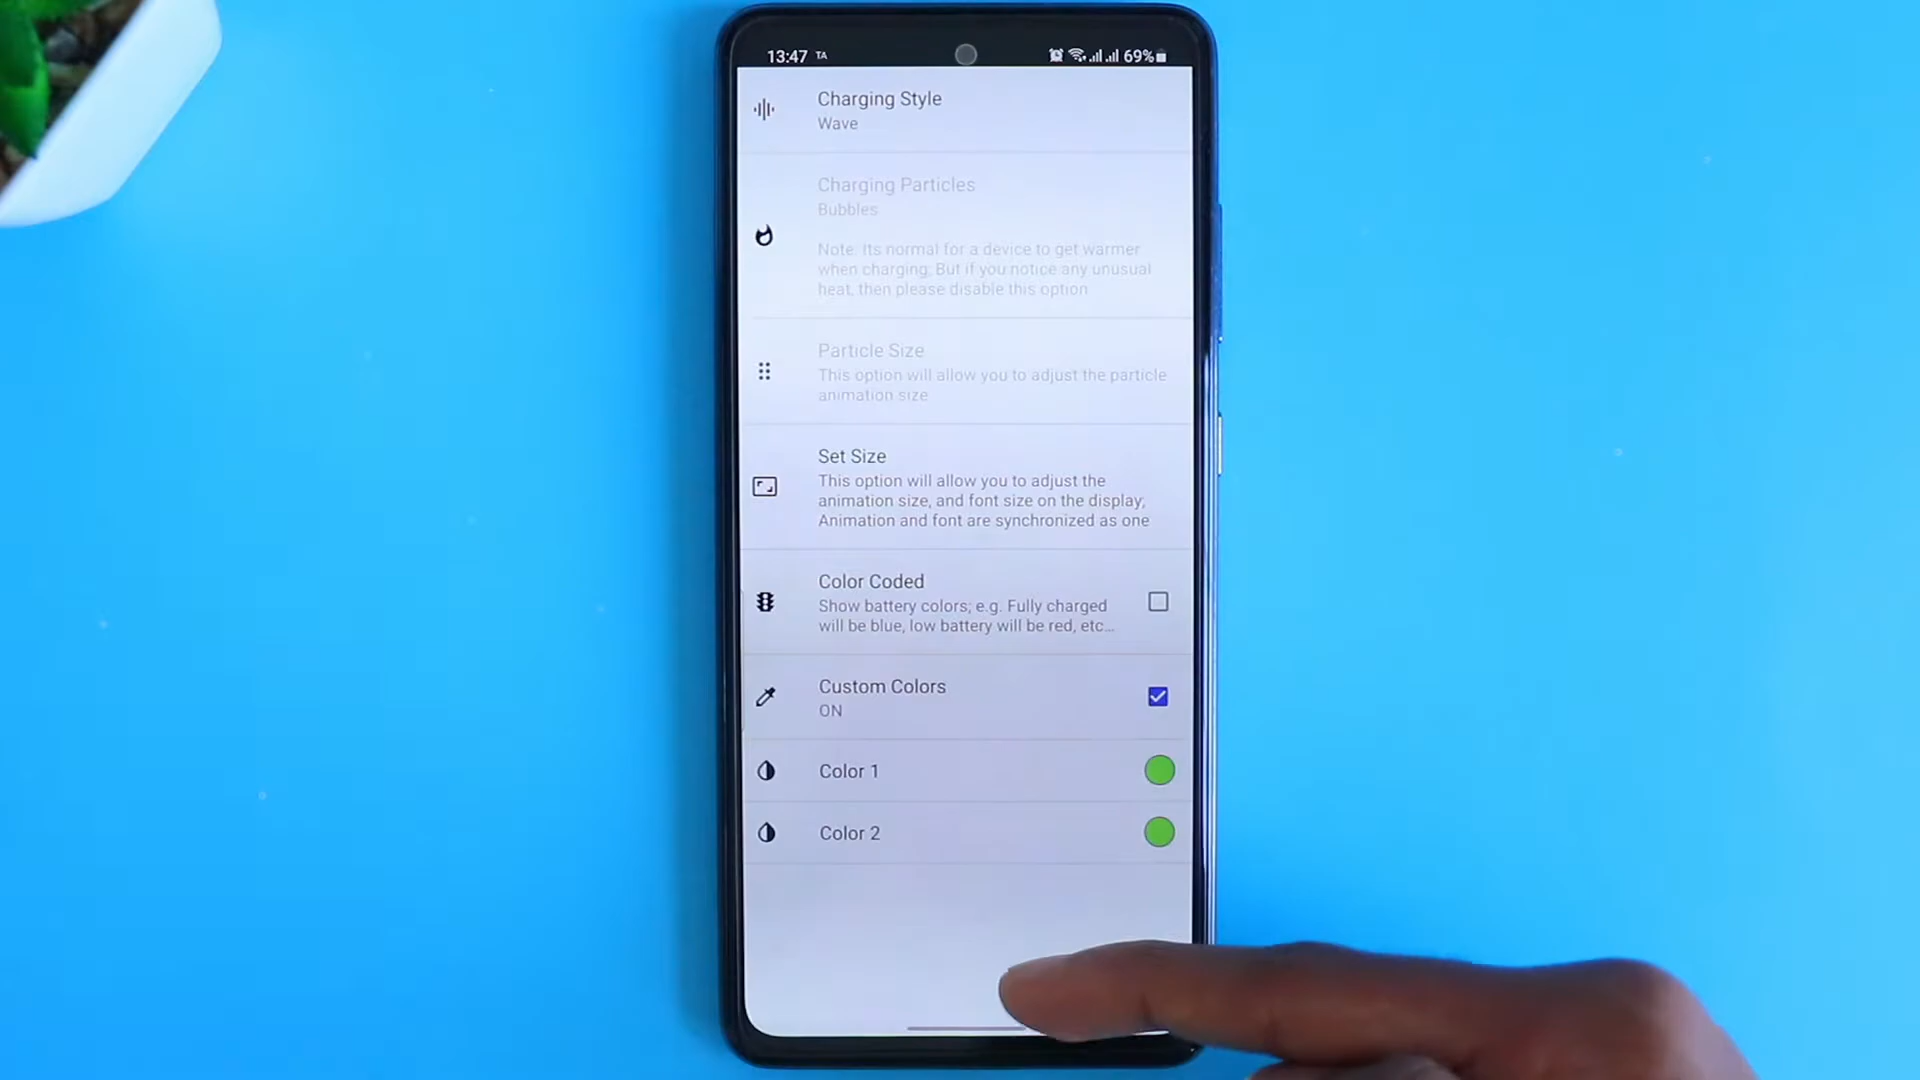 13:47 TA 69%
Charging Style
Wave
Charging Particles
Bubbles
Note: Its normal for a device to get warmer
when charging; But if you notice any unusual
heat, then please disable this option
Particle Size
This option will allow you to adjust the particle
animation size
Set Size
This option will allow you to adjust the
animation size, and font size on the display;
Animation and font are synchronized as one
Color Coded
Show battery colors; e.g. Fully charged
will be blue, low battery will be red, etc...
Custom Colors
ON
Color 1
Color 2